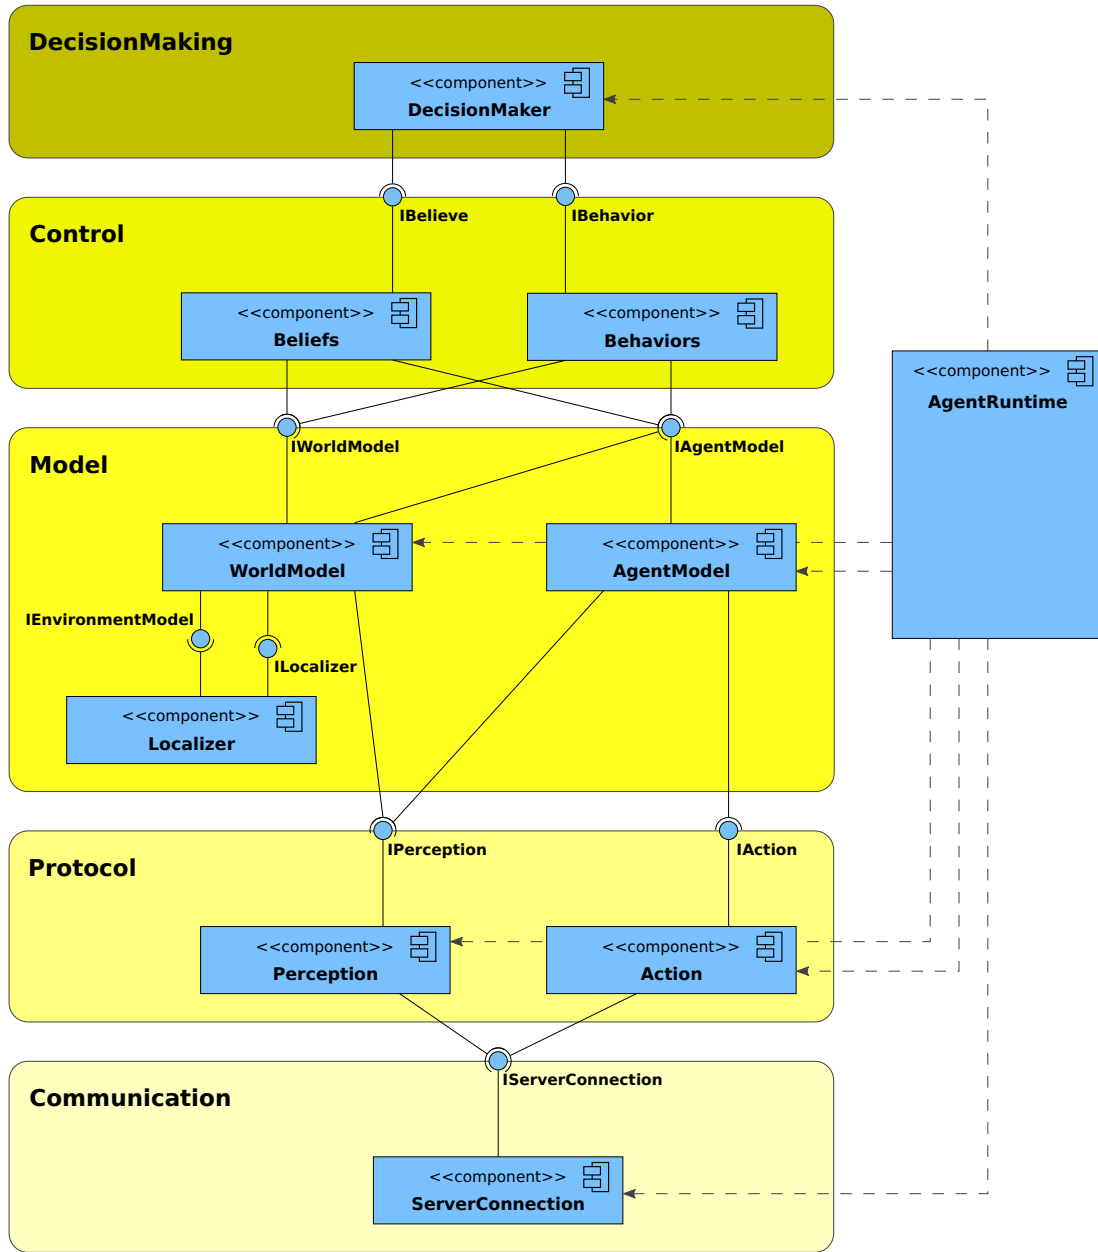 DecisionMaking
<<component>>
DecisionMaker
IBelieve
IBehavior
Control
<<component>>
Beliefs
<<component>>
Behaviors
<<component>>
AgentRuntime
IWorldModel
IAgentModel
Model
<<component>>
WorldModel
<<component>>
AgentModel
IEnvironmentModel
ILocalizer
<<component>>
Localizer
IPerception
IAction
Protocol
<<component>>
Perception
<<component>>
Action
IServerConnection
Communication
<<component>>
ServerConnection